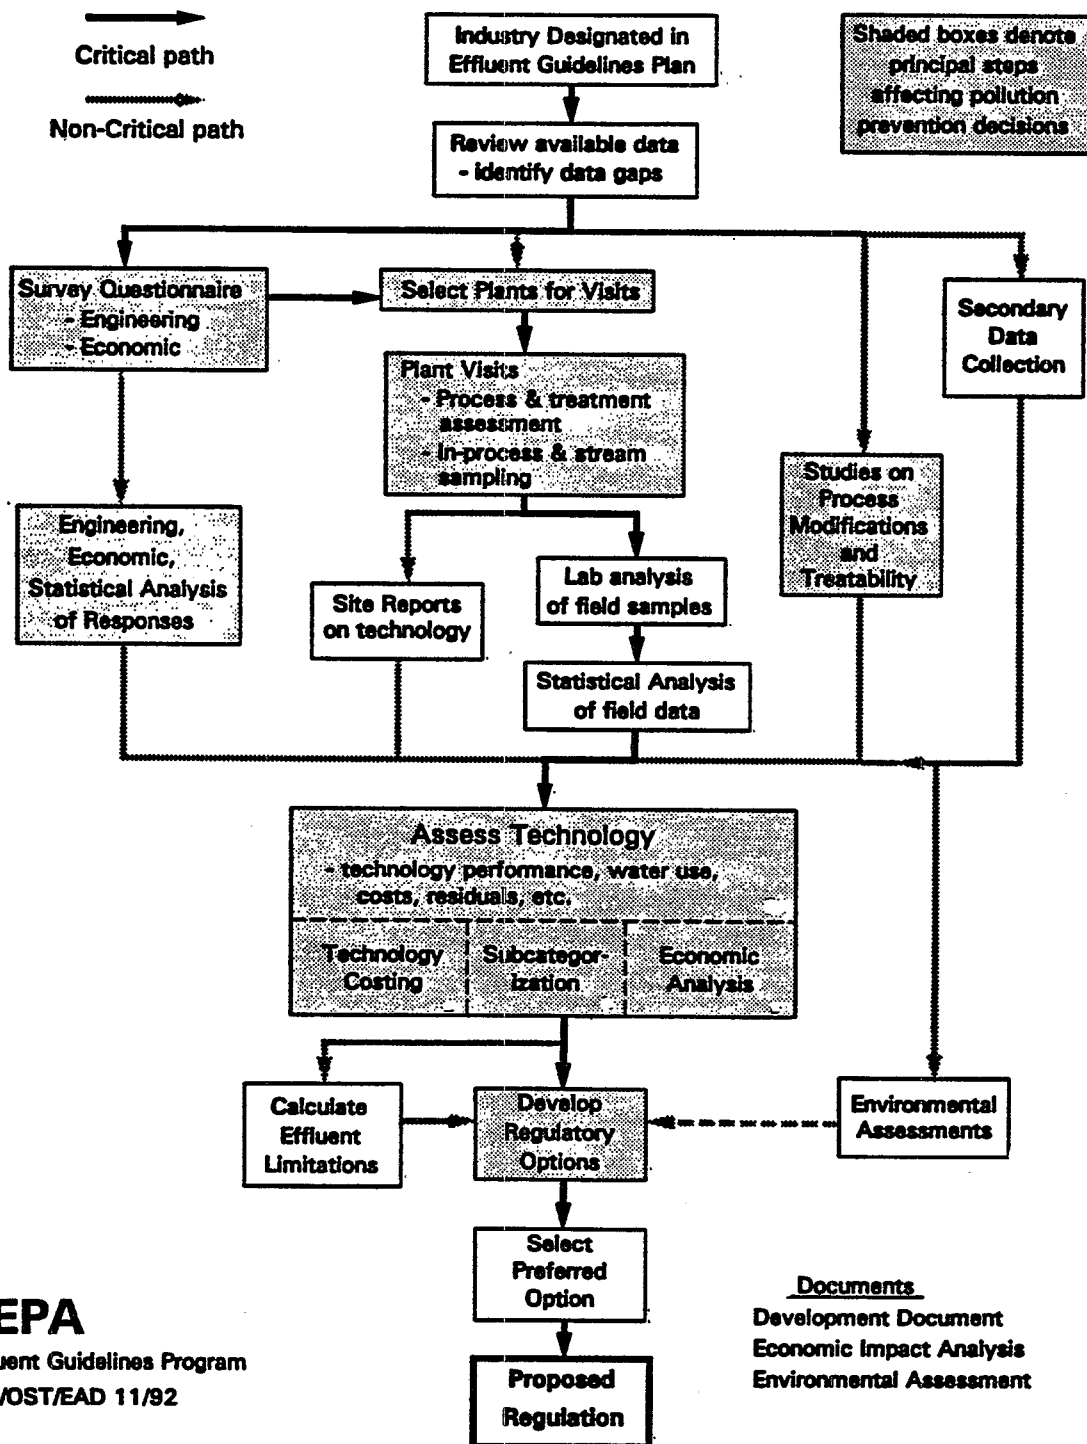 Critical path
Non-Critical path
Industry Designated in
Effluent Guidelines Plan
Shaded boxes denote
principal steps
affecting pollution
prevention decisions
Review available data
- identify data gaps
Survey Questionnaire
- Engineering
- Economic
Select Plants for Visits
Secondary
Data
Collection
Plant Visits
- Process & treatment
assessment
- In-process & stream
sampling
Studies on
Process
Modifications
and
Treatability
Engineering,
Economic,
Statistical Analysis
of Responses
Site Reports
on technology
Lab analysis
of field samples
Statistical Analysis
of field data
Assess Technology
- technology performance, water use,
costs, residuals, etc.
Technology
Costing
Subcategor-
ization
Economic
Analysis
Calculate
Effluent
Limitations
Develop
Regulatory
Options
Environmental
Assessments
Select
Preferred
Option
Proposed
Regulation
EPA
uent Guidelines Program
/OST/EAD 11/92
Documents
Development Document
Economic Impact Analysis
Environmental Assessment